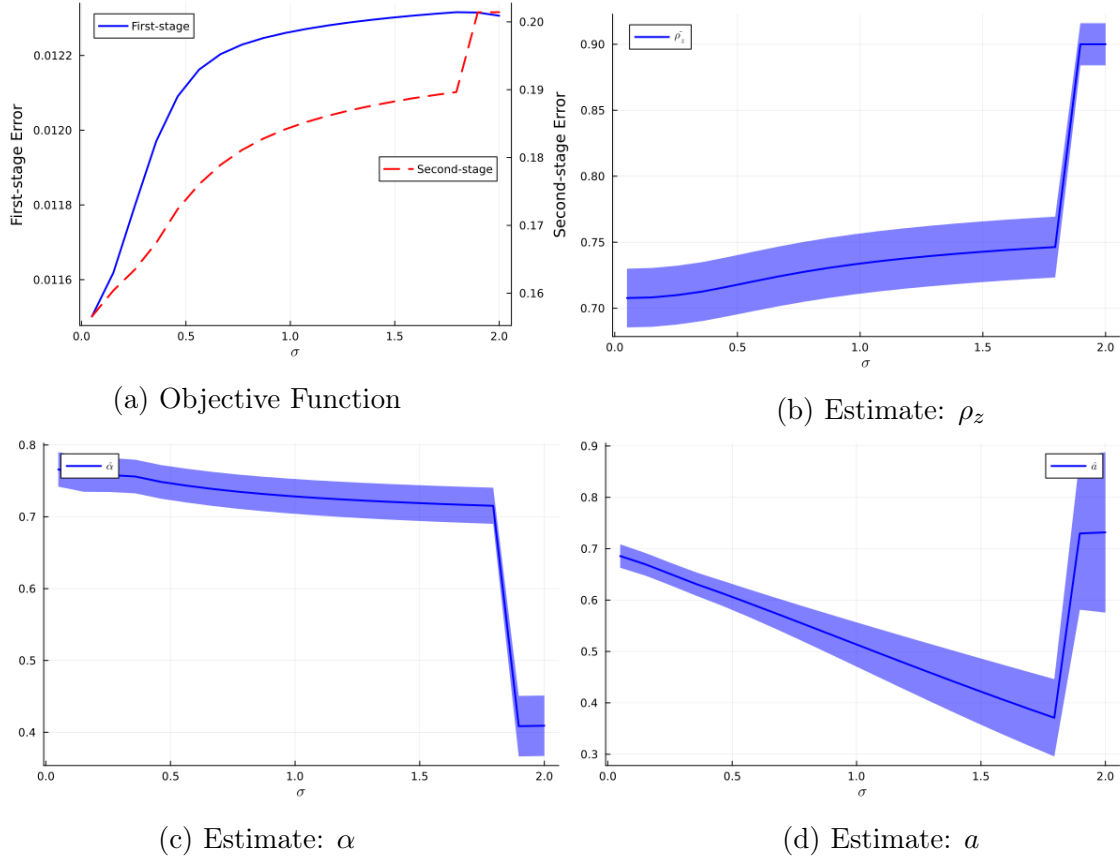 First-stage
Second-stage
First-stage Error
Second-stage Error
0.0122
0.0120
0.0118
0.0116
0.20
0.19
0.18
0.17
0.16
0.0 0.5 1.0 1.5 2.0
σ
(a) Objective Function
ρ̂_z
0.90
0.85
0.80
0.75
0.70
0.0 0.5 1.0 1.5 2.0
σ
(b) Estimate: ρ_z
α̂
0.8
0.7
0.6
0.5
0.4
0.0 0.5 1.0 1.5 2.0
σ
(c) Estimate: α
â
0.9
0.8
0.7
0.6
0.5
0.4
0.3
0.0 0.5 1.0 1.5 2.0
σ
(d) Estimate: a